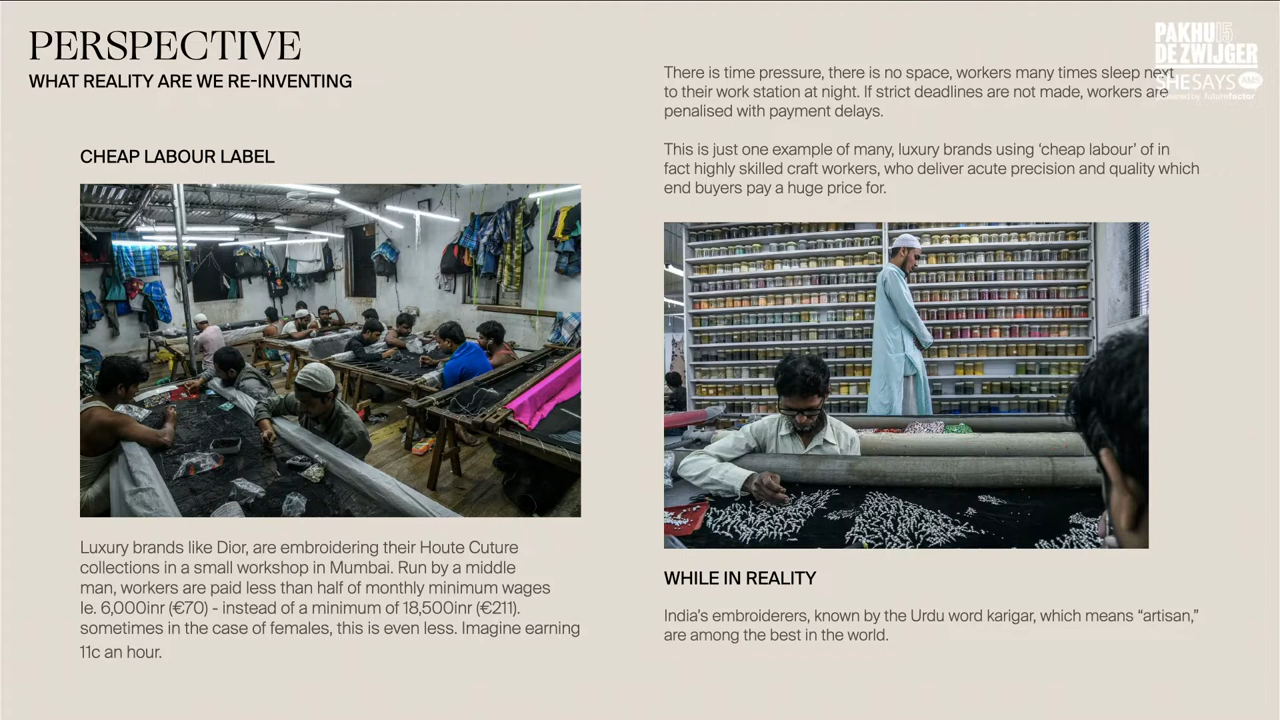 PERSPECTIVE
WHAT REALITY ARE WE RE-INVENTING
CHEAP LABOUR LABEL
Luxury brands like Dior, are embroidering their Houte Cuture
collections in a small workshop in Mumbai. Run by a middle
man, workers are paid less than half of monthly minimum wages
Ie. 6,000inr (€70) - instead of a minimum of 18,500inr (€211).
sometimes in the case of females, this is even less. Imagine earning
11c an hour.
There is time pressure, there is no space, workers many times sleep next
to their work station at night. If strict deadlines are not made, workers are
penalised with payment delays.
This is just one example of many, luxury brands using ‘cheap labour’ of in
fact highly skilled craft workers, who deliver acute precision and quality which
end buyers pay a huge price for.
WHILE IN REALITY
India’s embroiderers, known by the Urdu word karigar, which means “artisan,”
are among the best in the world.
PAKHU15
DE ZWIJGER
SHESAYS AMS
powered by futurefactor